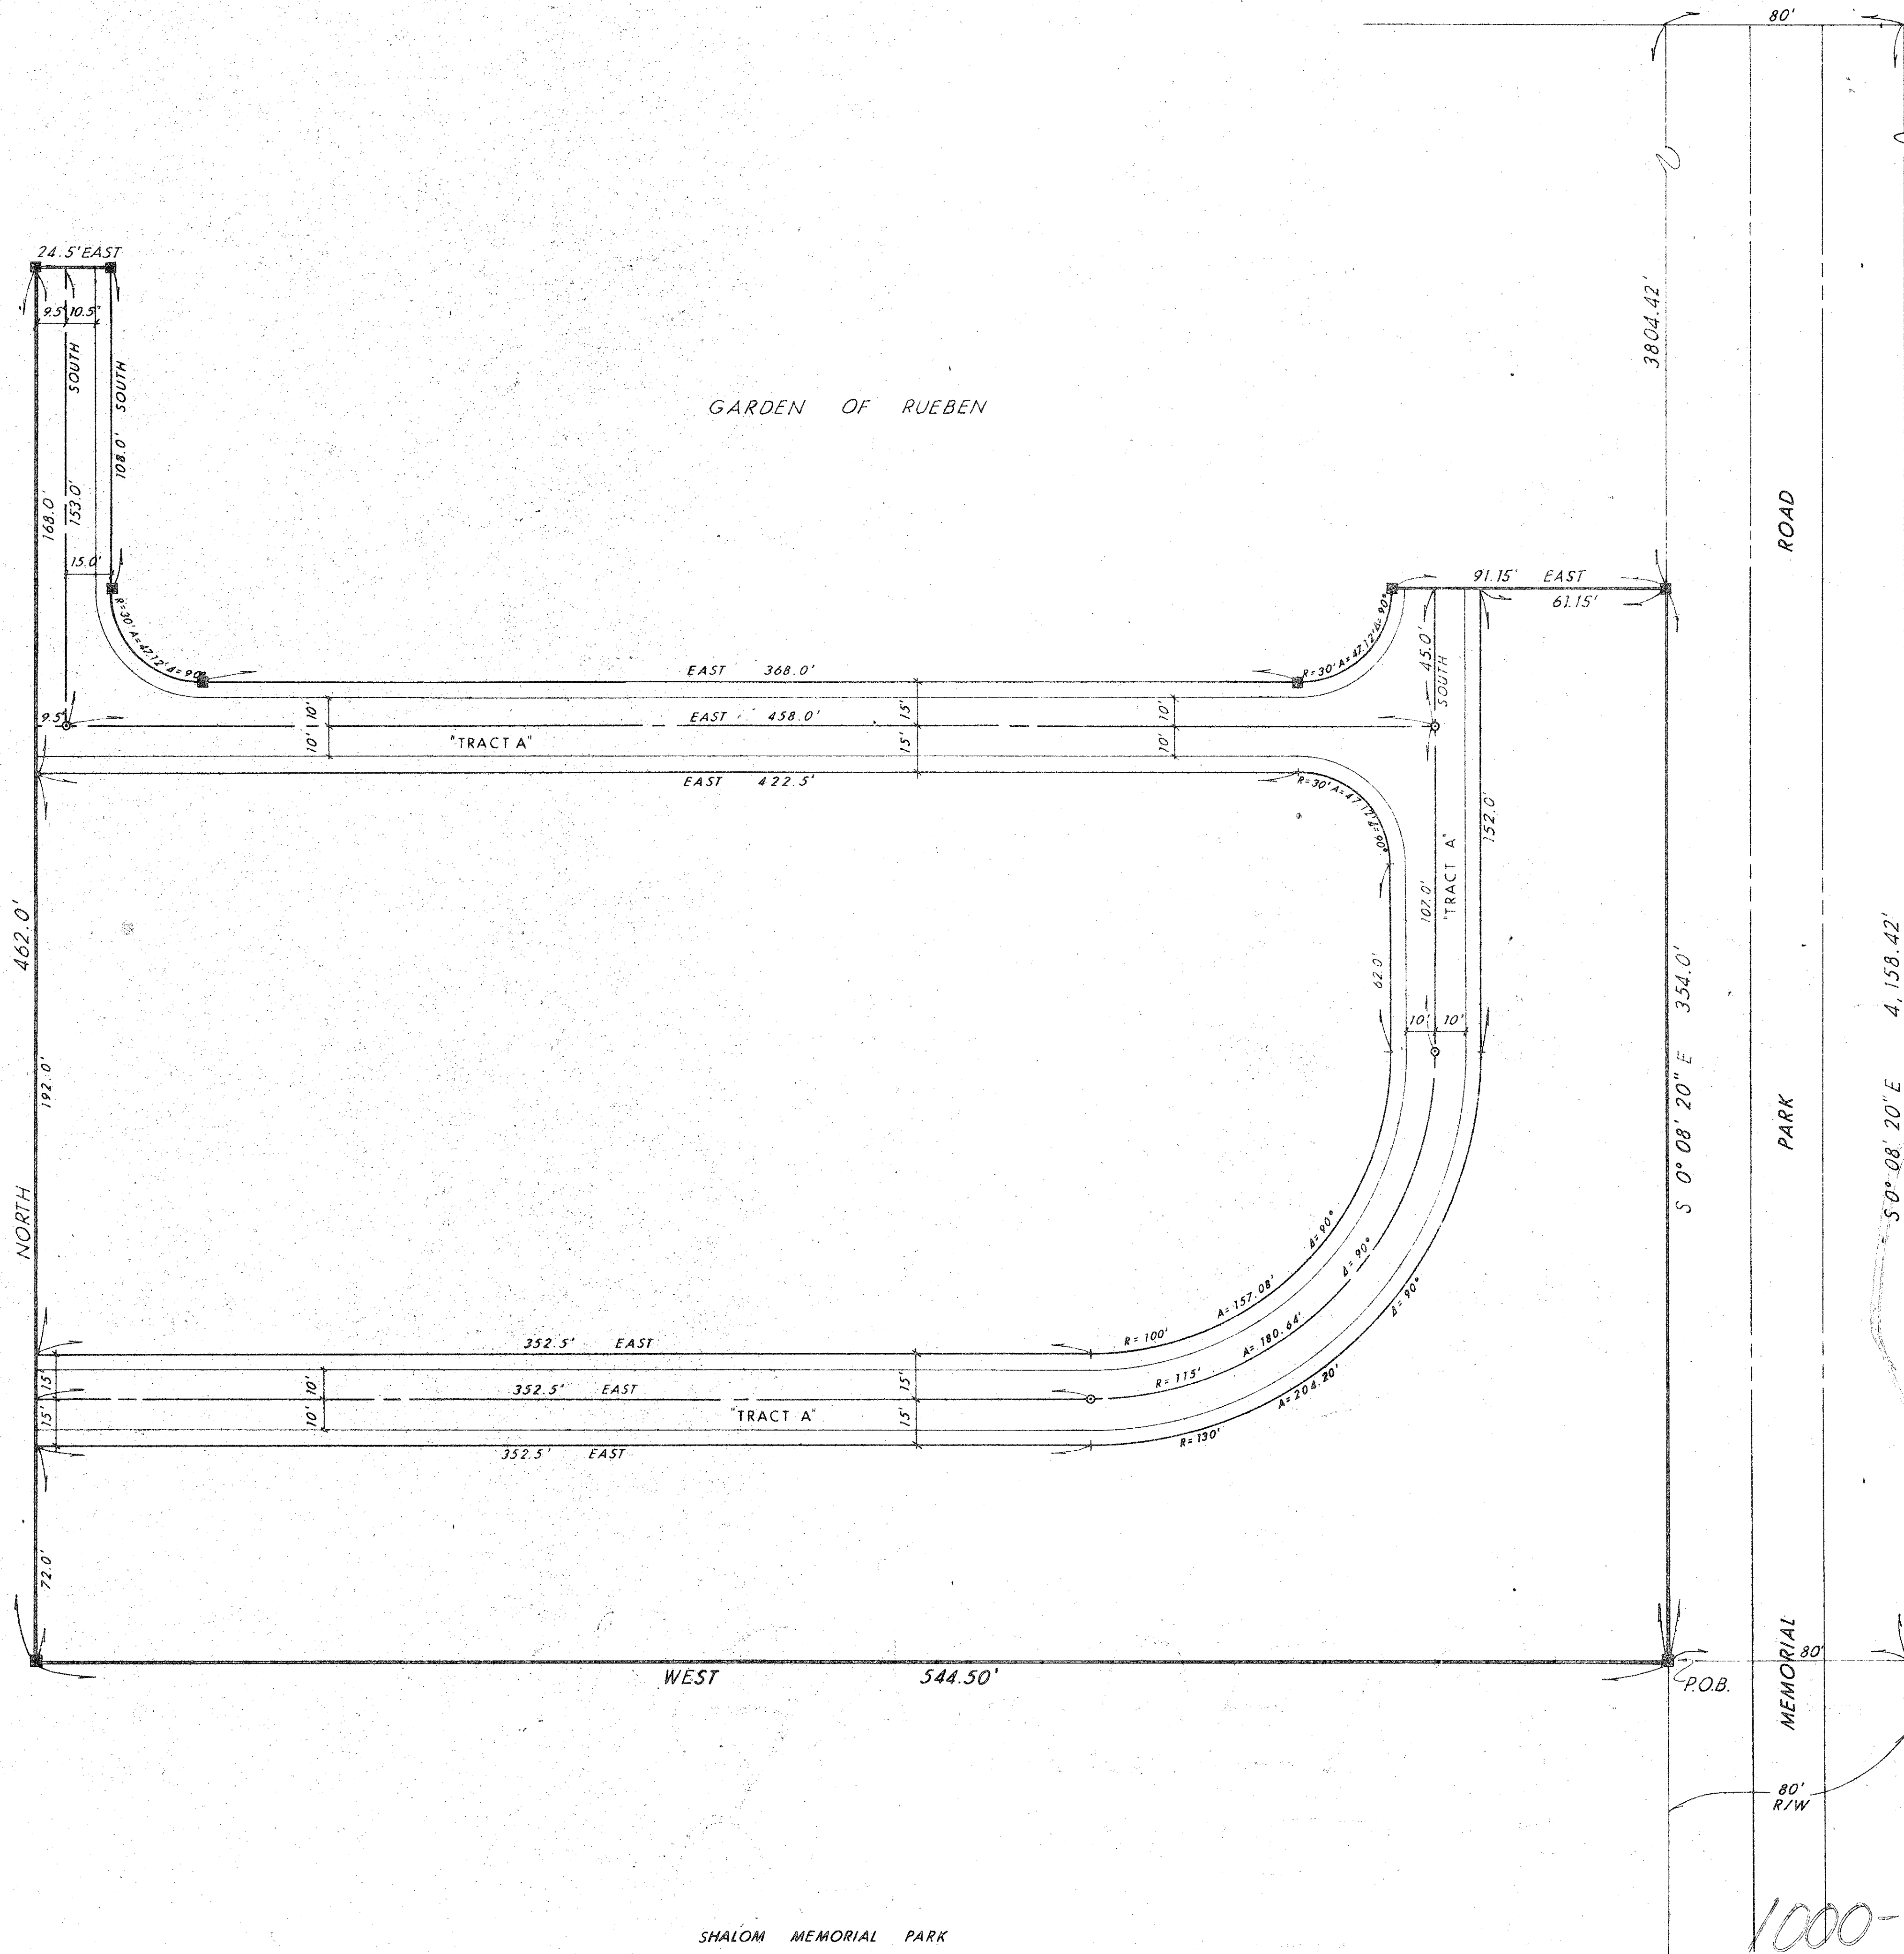 80'
24.5' EAST
9.5' 10.5'
SOUTH
SOUTH
108.0'
168.0'
153.0'
15.0'
R=30' A=47.12' Δ=90°
9.5'
GARDEN OF RUEBEN
3804.42'
ROAD
91.15' EAST
61.15'
45.0'
SOUTH
R=30' A=47.12' Δ=90°
EAST 368.0'
10'
15'
10'
EAST 458.0'
"TRACT A"
10'
15'
10'
EAST 422.5'
R=30' A=47.12' Δ=90°
152.0'
"TRACT A"
107.0'
62.0'
10' 10'
NORTH 462.0'
192.0'
S 0° 08' 20" E 354.0'
PARK
S 0° 08' 20" E 4,158.42'
Δ=90°
A=157.08'
R=100'
Δ=90°
A=180.64'
R=115'
Δ=90°
A=204.20'
R=130'
352.5' EAST
15'
10'
15'
352.5' EAST
"TRACT A"
15'
10'
15'
352.5' EAST
72.0'
WEST 544.50'
P.O.B.
MEMORIAL
80'
80'
R/W
SHALOM MEMORIAL PARK
1000-